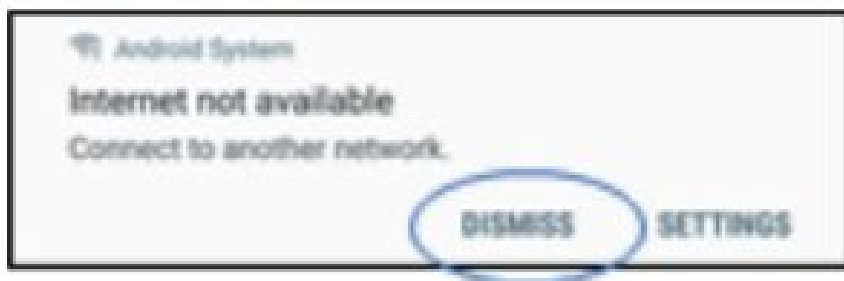 Android System
Internet not available
Connect to another network.
DISMISS SETTINGS